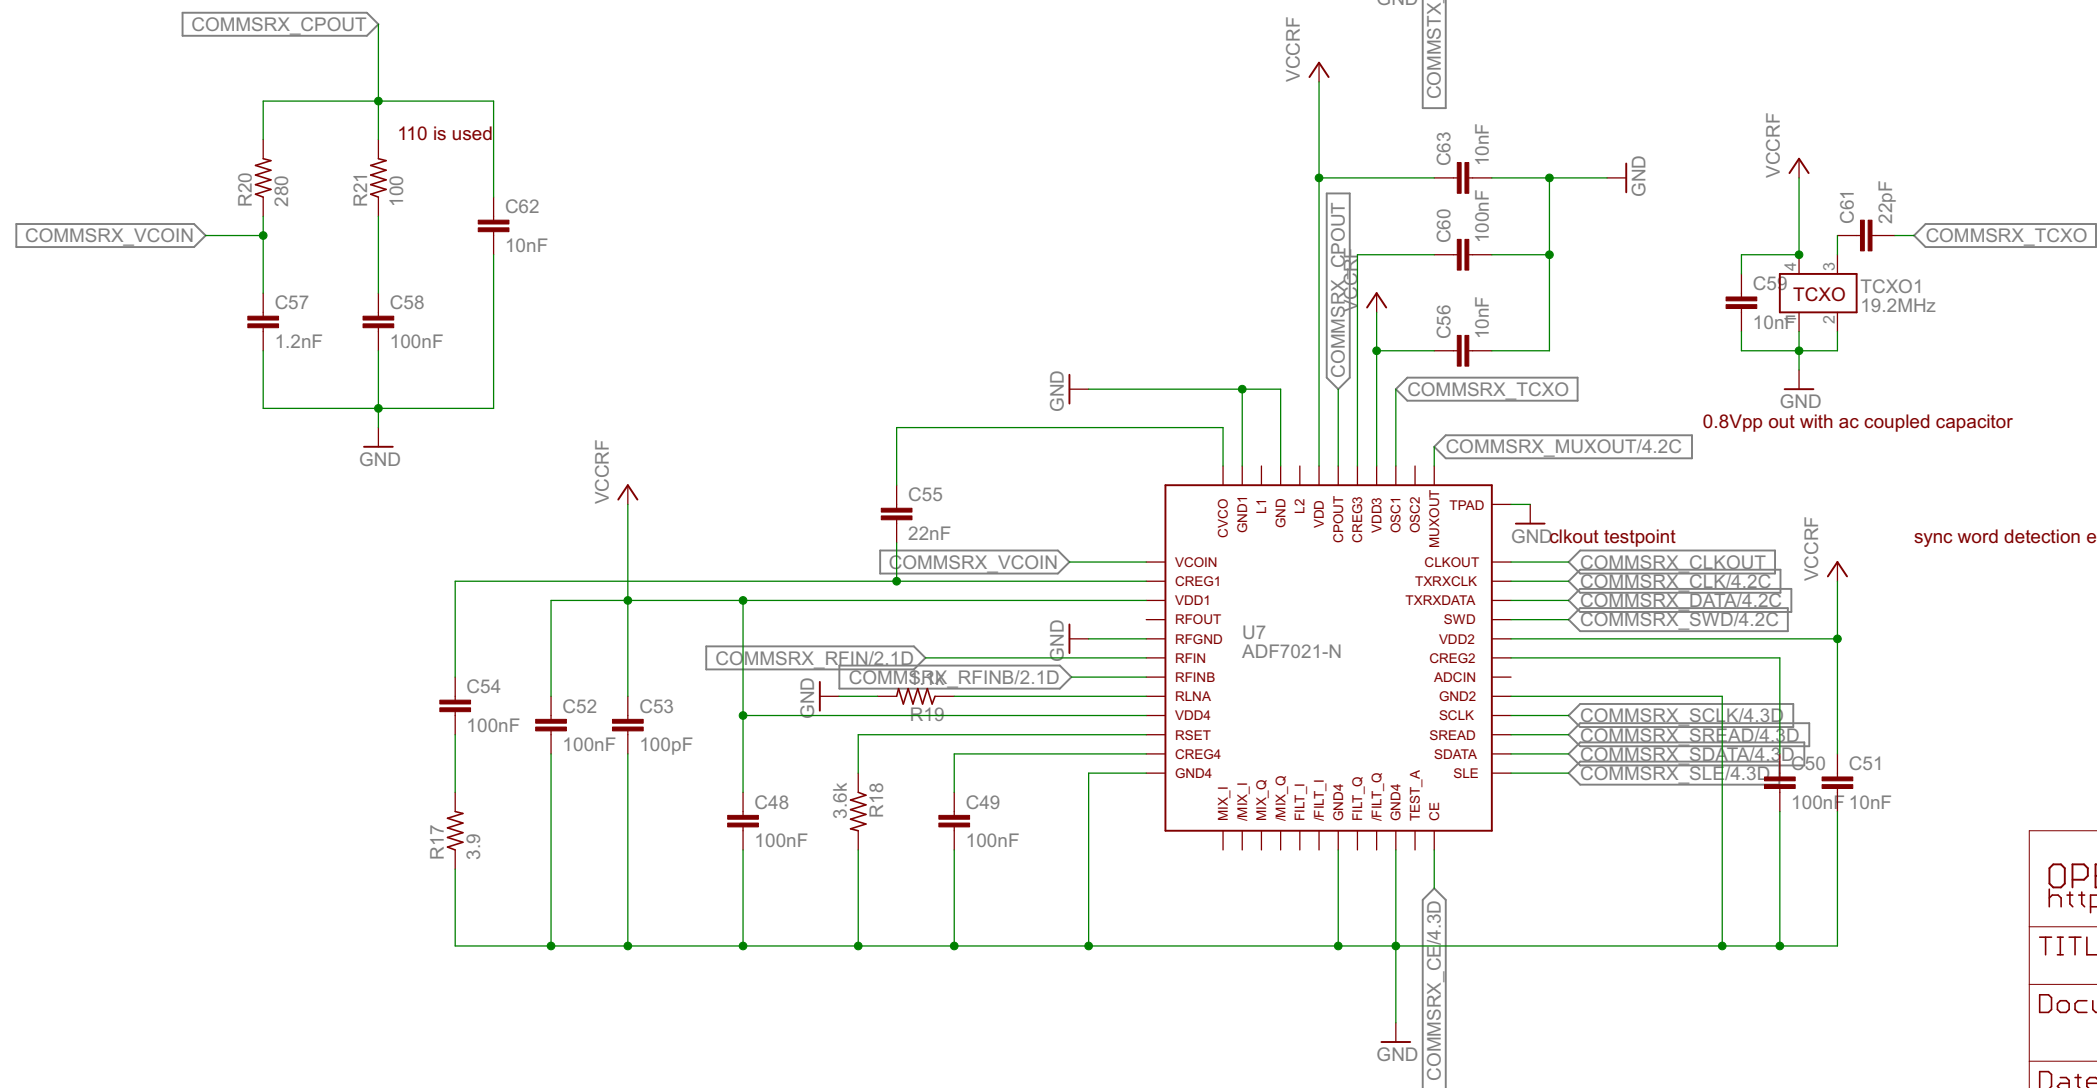 COMMSRX_CPOUT
110 is used
R20
280
R21
100
C62
10nF
COMMSRX_VCOIN
C57
1.2nF
C58
100nF
GND
GND
COMMSTX_
VCCRF
C63
10nF
GND
C60
100nF
COMMSRX_CPOUT
VCCRF
C56
10nF
COMMSRX_TCXO
VCCRF
C61
22pF
COMMSRX_TCXO
C59
10nF
4
3
TCXO
1
2
TCXO1
19.2MHz
GND
0.8Vpp out with ac coupled capacitor
GND
COMMSRX_MUXOUT/4.2C
VCCRF
C55
22nF
COMMSRX_VCOIN
CVCO
GND1
L1
GND
L2
VDD
CPOUT
CREG3
VDD3
OSC1
OSC2
MUXOUT
TPAD
GND
clkout testpoint
sync word detection e
VCCRF
VCOIN
CREG1
VDD1
RFOUT
RFGND
RFIN
RFINB
RLNA
VDD4
RSET
CREG4
GND4
U7
ADF7021-N
CLKOUT
TXRXCLK
TXRXDATA
SWD
VDD2
CREG2
ADCIN
GND2
SCLK
SREAD
SDATA
SLE
COMMSRX_CLKOUT
COMMSRX_CLK/4.2C
COMMSRX_DATA/4.2C
COMMSRX_SWD/4.2C
COMMSRX_SCLK/4.3D
COMMSRX_SREAD/4.3D
COMMSRX_SDATA/4.3D
COMMSRX_SLE/4.3D
GND
COMMSRX_RFIN/2.1D
COMMSRX_RFINB/2.1D
GND
R19
C54
100nF
C52
100nF
C53
100pF
C50
100nF
C51
10nF
R17
3.9
C48
100nF
3.6k
R18
C49
100nF
MIX_I
/MIX_I
MIX_Q
/MIX_Q
FILT_I
/FILT_I
GND4
FILT_Q
/FILT_Q
GND4
TEST_A
CE
COMMSRX_CE/4.3D
GND
OPE
http
TITL
Docu
Date